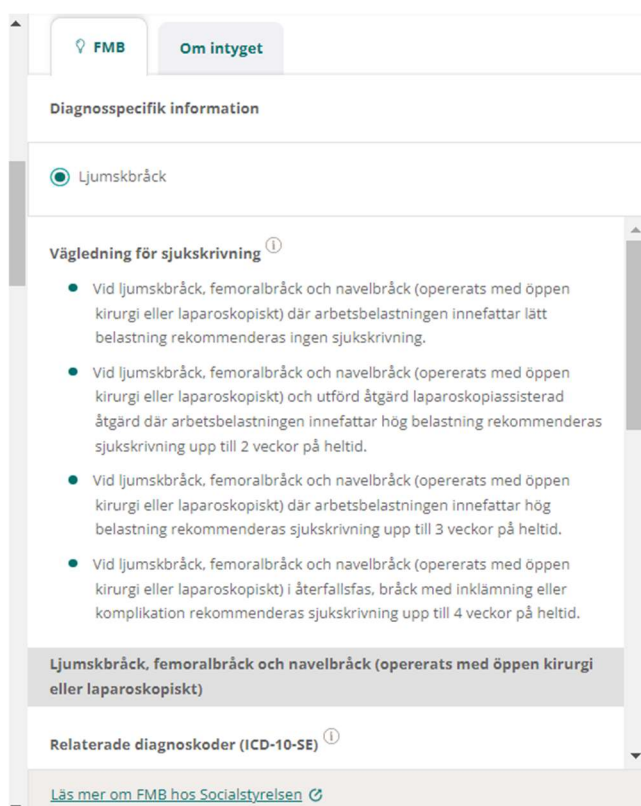 FMB
Om intyget
Diagnosspecifik information
Ljumskbråck
Vägledning för sjukskrivning
Vid ljumskbråck, femoralbråck och navelbråck (opererats med öppen
kirurgi eller laparoskopiskt) där arbetsbelastningen innefattar lätt
belastning rekommenderas ingen sjukskrivning.
Vid ljumskbråck, femoralbråck och navelbråck (opererats med öppen
kirurgi eller laparoskopiskt) och utförd åtgärd laparoskopiassisterad
åtgärd där arbetsbelastningen innefattar hög belastning rekommenderas
sjukskrivning upp till 2 veckor på heltid.
Vid ljumskbråck, femoralbråck och navelbråck (opererats med öppen
kirurgi eller laparoskopiskt) där arbetsbelastningen innefattar hög
belastning rekommenderas sjukskrivning upp till 3 veckor på heltid.
Vid ljumskbråck, femoralbråck och navelbråck (opererats med öppen
kirurgi eller laparoskopiskt) i återfallsfas, bråck med inklämning eller
komplikation rekommenderas sjukskrivning upp till 4 veckor på heltid.
Ljumskbråck, femoralbråck och navelbråck (opererats med öppen kirurgi
eller laparoskopiskt)
Relaterade diagnoskoder (ICD-10-SE)
Läs mer om FMB hos Socialstyrelsen